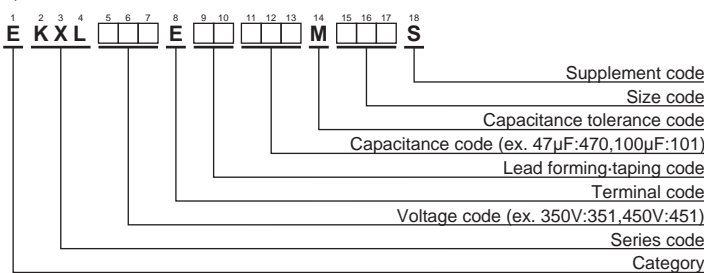 1 2 3 4 5 6 7 8 9 10 11 12 13 14 15 16 17 18
E KXL □□□ E □□ □□□ M □□□ S
Supplement code
Size code
Capacitance tolerance code
Capacitance code (ex. 47µF:470,100µF:101)
Lead forming·taping code
Terminal code
Voltage code (ex. 350V:351,450V:451)
Series code
Category